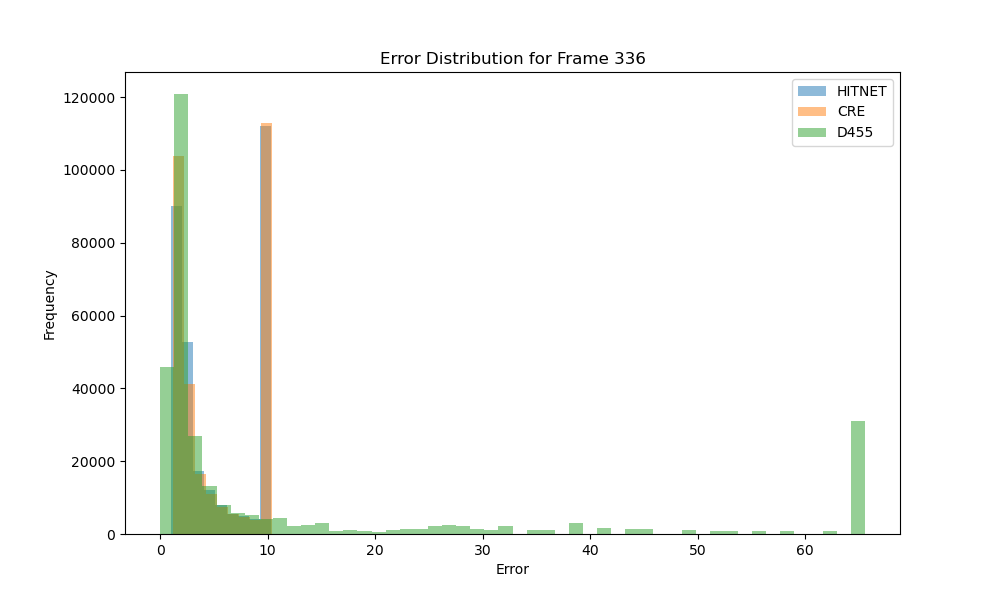 Error Distribution for Frame 336
HITNET
CRE
D455
120000
100000
80000
60000
40000
20000
0
Frequency
0 10 20 30 40 50 60
Error